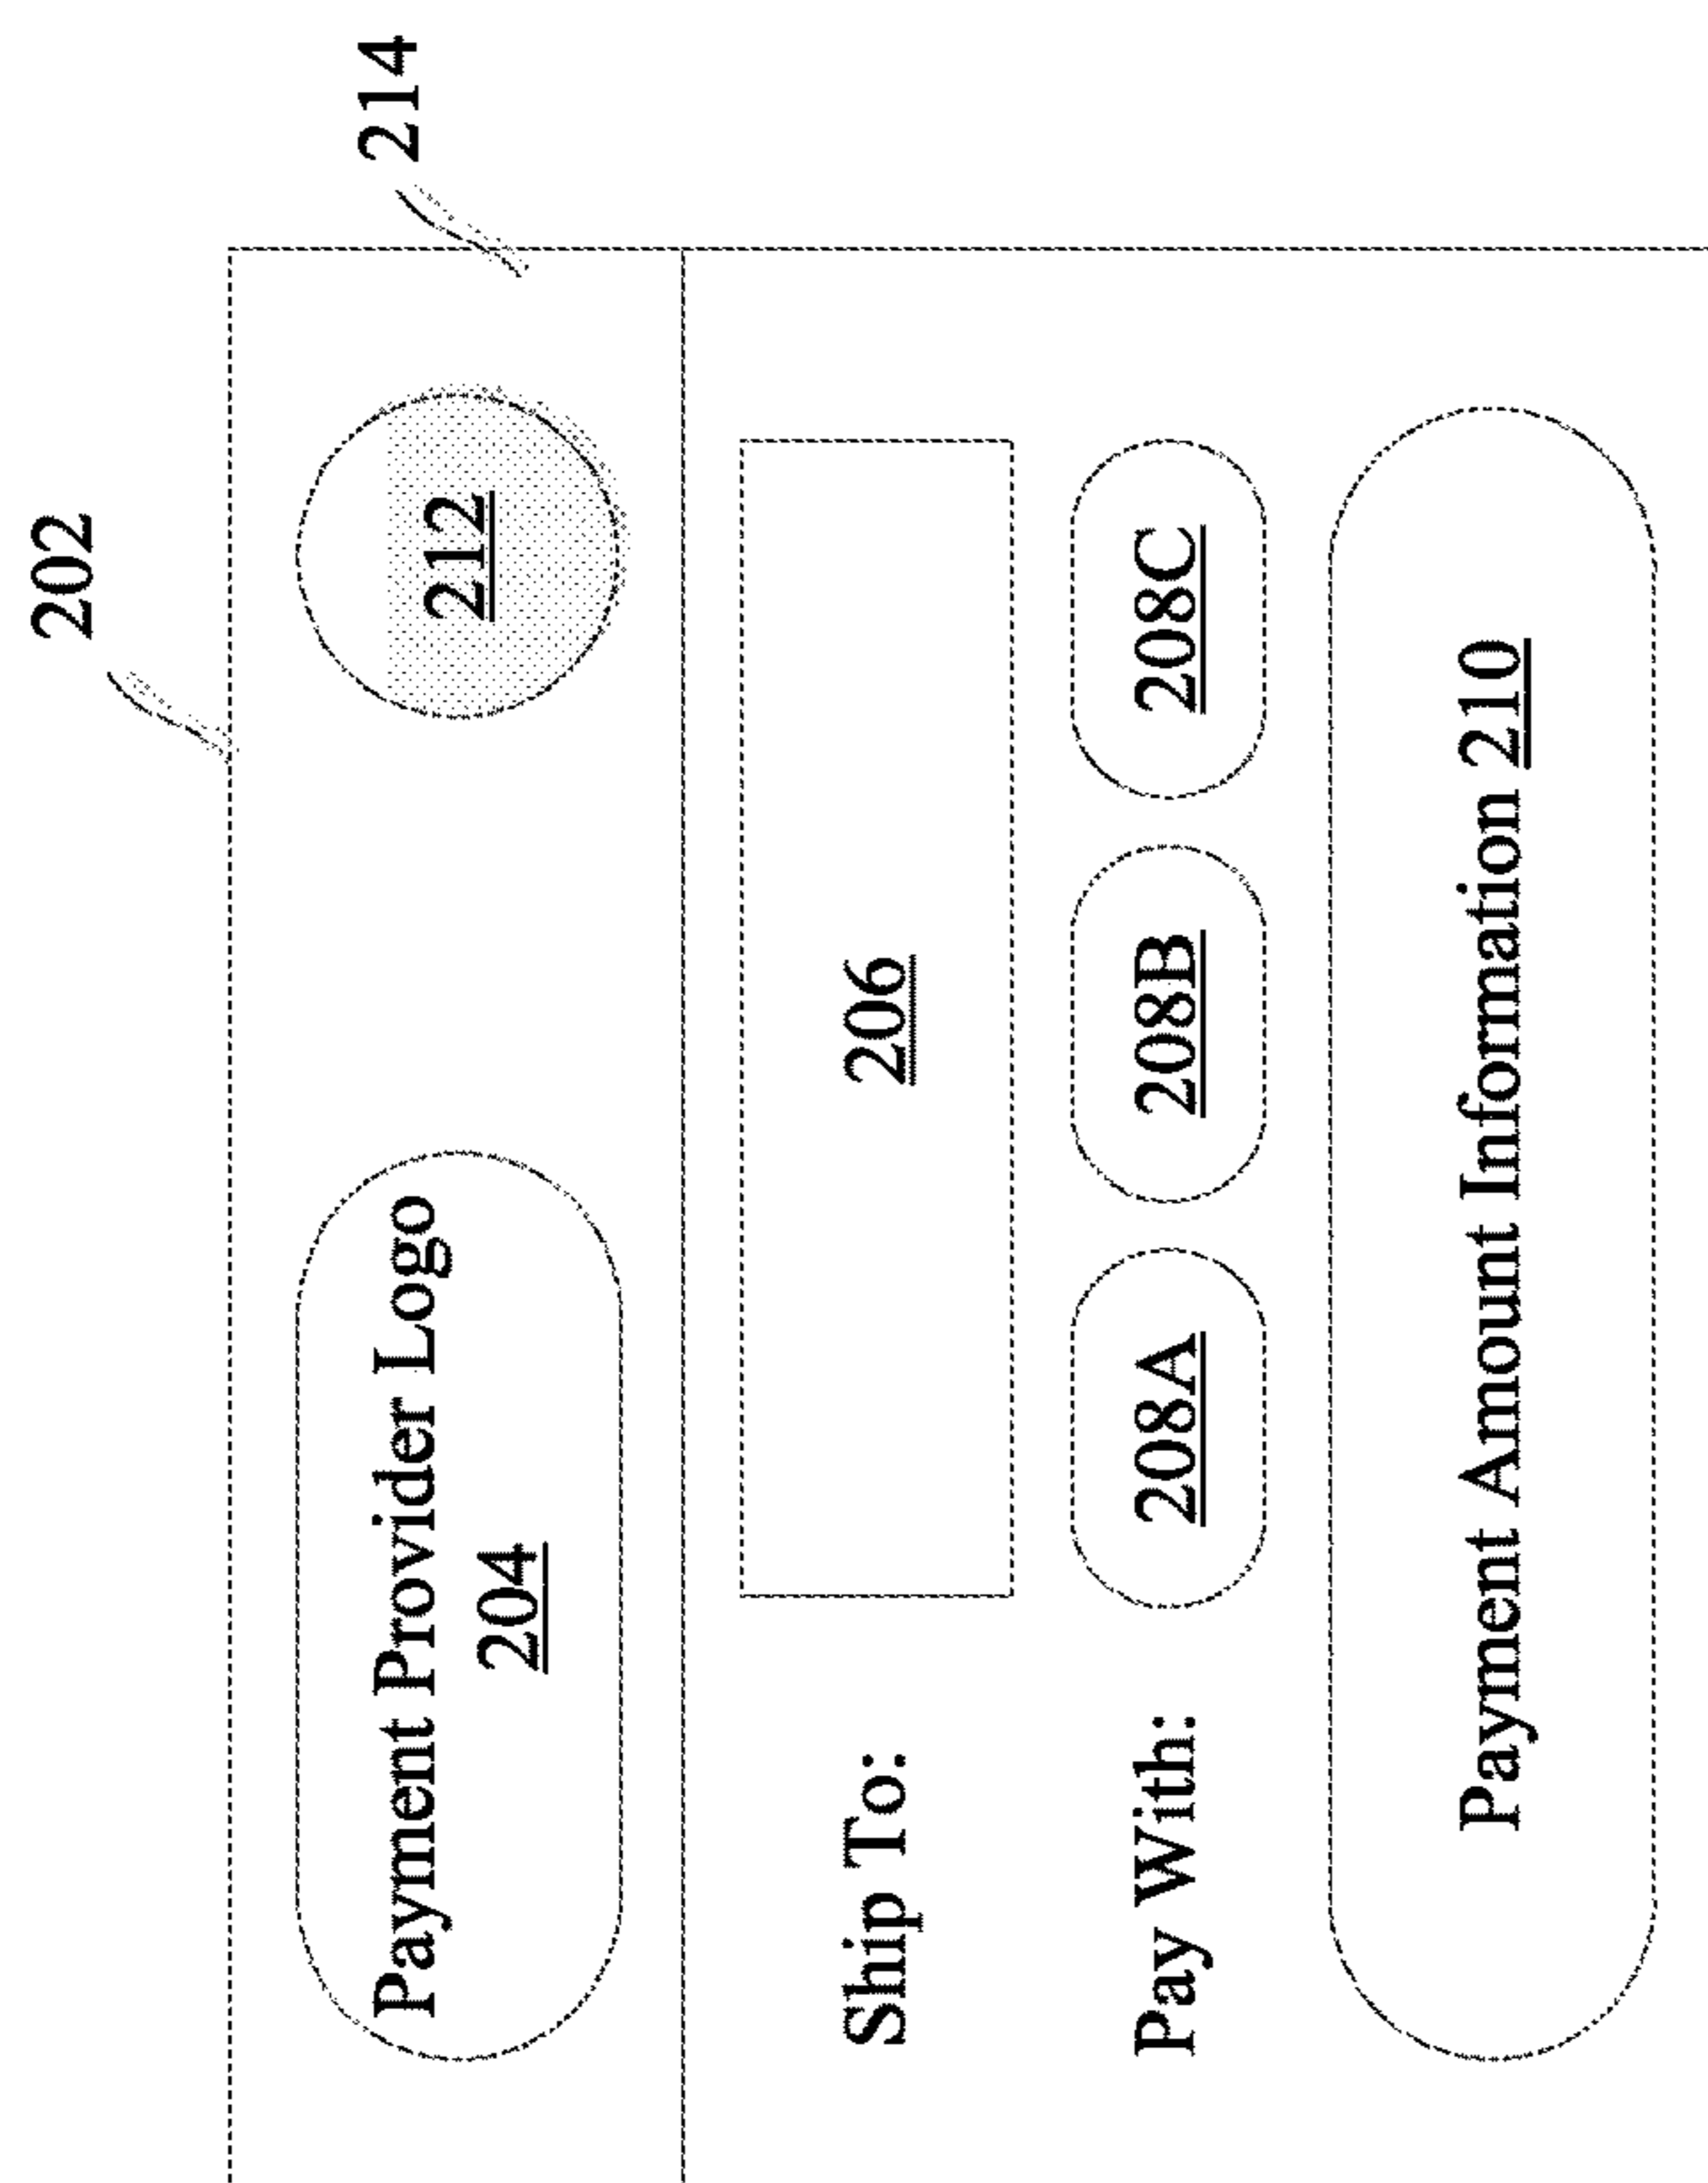 202
214
Payment Provider Logo
204
212
Ship To:
206
Pay With:
208A
208B
208C
Payment Amount Information 210